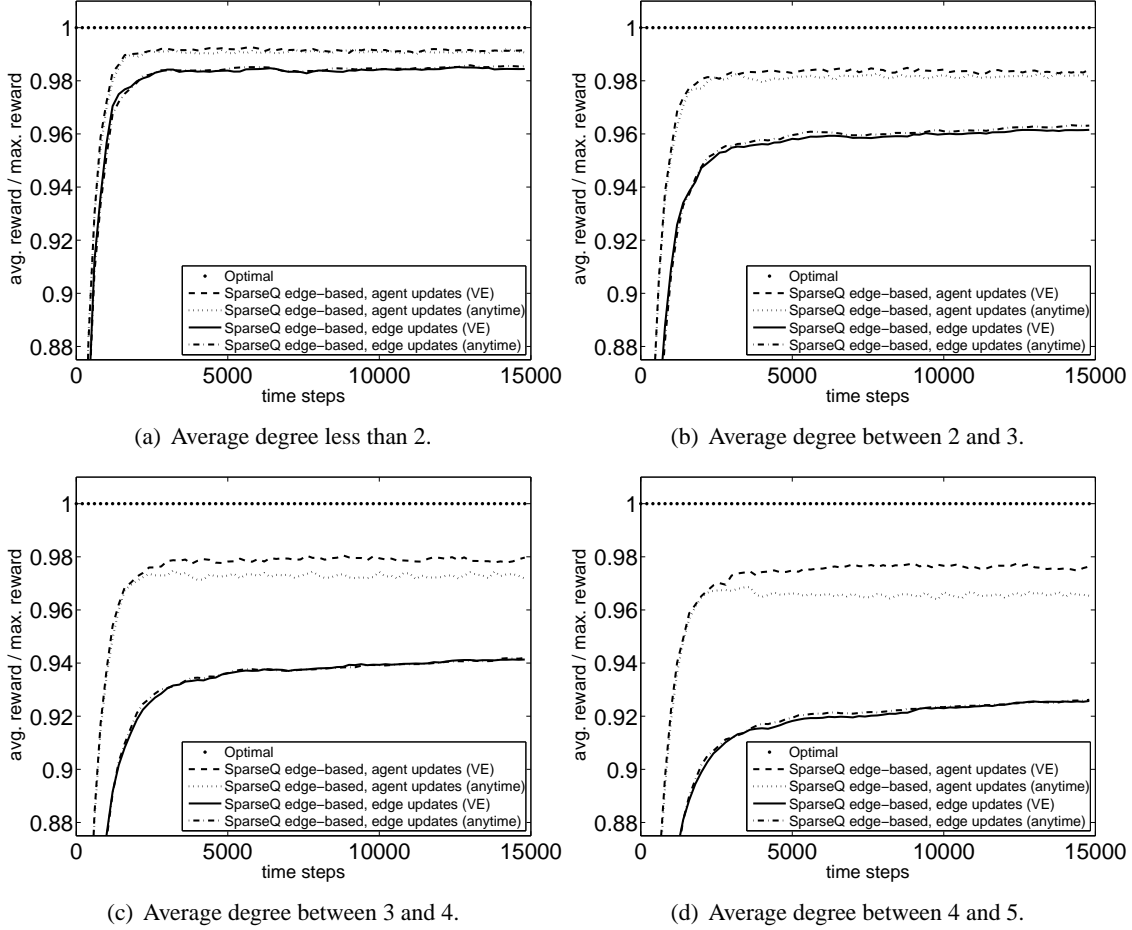 avg. reward / max. reward
1
0.98
0.96
0.94
0.92
0.9
0.88
Optimal
SparseQ edge−based, agent updates (VE)
SparseQ edge−based, agent updates (anytime)
SparseQ edge−based, edge updates (VE)
SparseQ edge−based, edge updates (anytime)
0 5000 10000 15000
time steps
(a) Average degree less than 2.
avg. reward / max. reward
1
0.98
0.96
0.94
0.92
0.9
0.88
Optimal
SparseQ edge−based, agent updates (VE)
SparseQ edge−based, agent updates (anytime)
SparseQ edge−based, edge updates (VE)
SparseQ edge−based, edge updates (anytime)
0 5000 10000 15000
time steps
(b) Average degree between 2 and 3.
avg. reward / max. reward
1
0.98
0.96
0.94
0.92
0.9
0.88
Optimal
SparseQ edge−based, agent updates (VE)
SparseQ edge−based, agent updates (anytime)
SparseQ edge−based, edge updates (VE)
SparseQ edge−based, edge updates (anytime)
0 5000 10000 15000
time steps
(c) Average degree between 3 and 4.
avg. reward / max. reward
1
0.98
0.96
0.94
0.92
0.9
0.88
Optimal
SparseQ edge−based, agent updates (VE)
SparseQ edge−based, agent updates (anytime)
SparseQ edge−based, edge updates (VE)
SparseQ edge−based, edge updates (anytime)
0 5000 10000 15000
time steps
(d) Average degree between 4 and 5.